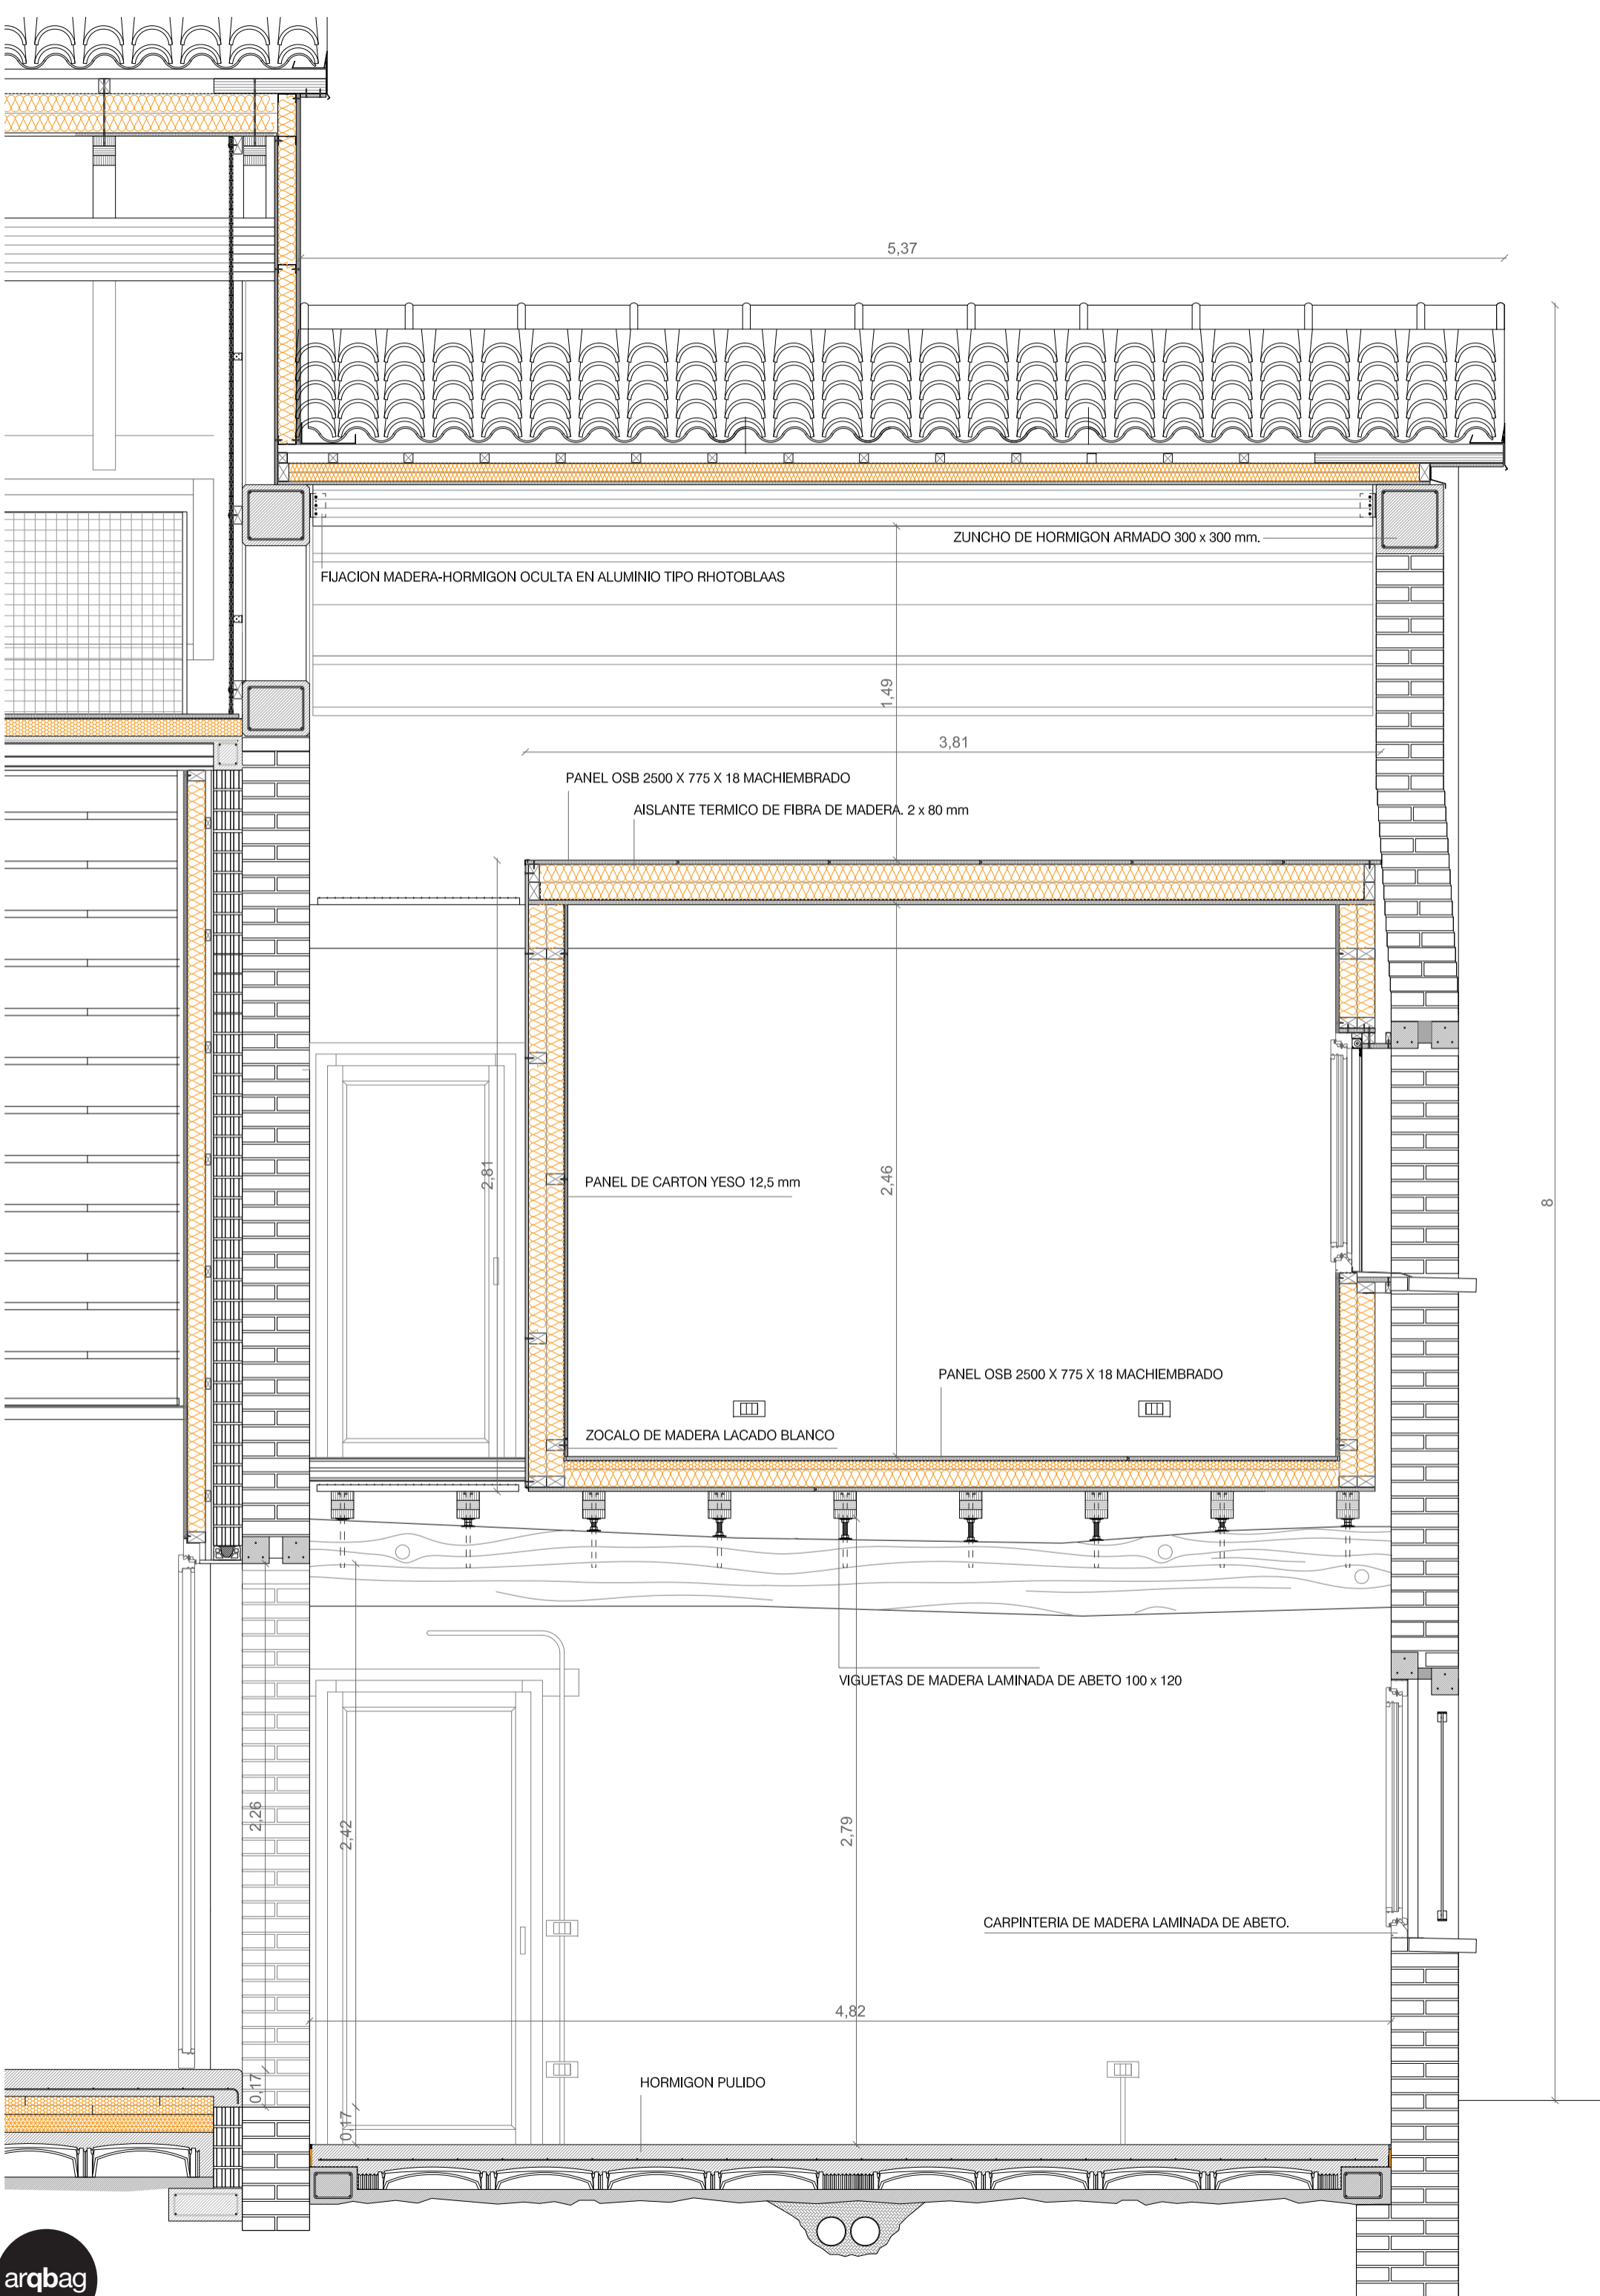 5,37
ZUNCHO DE HORMIGON ARMADO 300 x 300 mm.
FIJACION MADERA-HORMIGON OCULTA EN ALUMINIO TIPO RHOTOBLAAS
1,49
3,81
PANEL OSB 2500 X 775 X 18 MACHIEMBRADO
AISLANTE TERMICO DE FIBRA DE MADERA. 2 x 80 mm
2,81
PANEL DE CARTON YESO 12,5 mm
2,46
8
PANEL OSB 2500 X 775 X 18 MACHIEMBRADO
ZOCALO DE MADERA LACADO BLANCO
VIGUETAS DE MADERA LAMINADA DE ABETO 100 x 120
2,26
2,42
2,79
CARPINTERIA DE MADERA LAMINADA DE ABETO.
4,82
HORMIGON PULIDO
0,17
0,17
arqbag